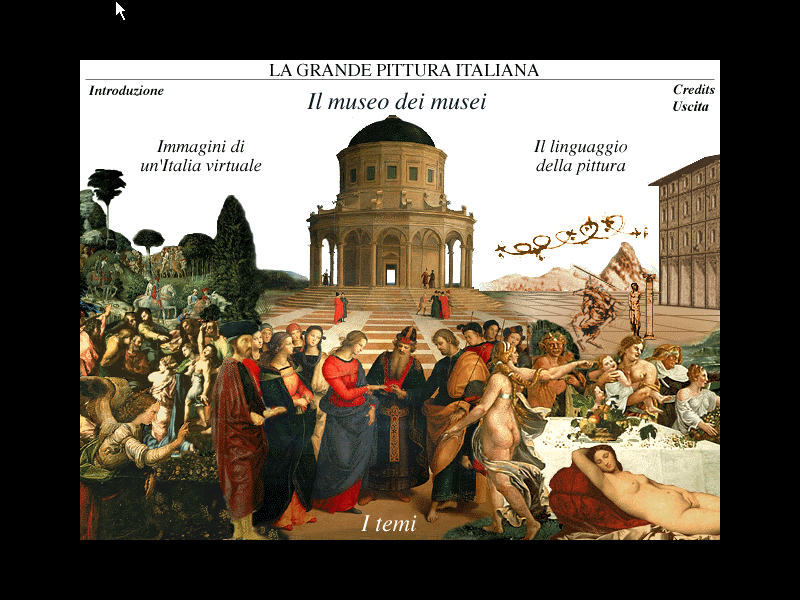 LA GRANDE PITTURA ITALIANA
Introduzione
Credits
Uscita
Il museo dei musei
Immagini di
un'Italia virtuale
Il linguaggio
della pittura
I temi